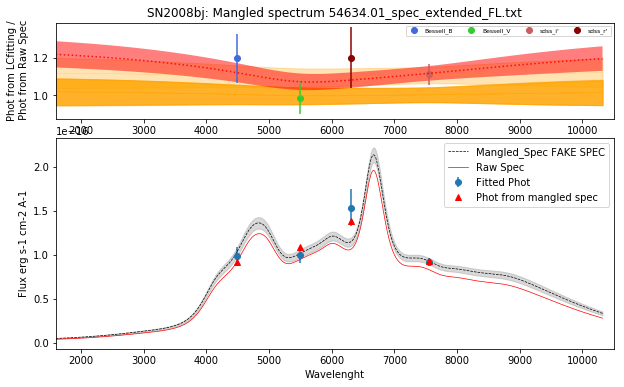 SN2008bj: Mangled spectrum 54634.01_spec_extended_FL.txt
Phot from LCfitting /
Phot from Raw Spec
1.2
1.0
Bessell_B
Bessell_V
sdss_i'
sdss_r'
2000
3000
4000
5000
6000
7000
8000
9000
10000
1e−16
Flux erg s-1 cm-2 A-1
2.0
1.5
1.0
0.5
0.0
Mangled_Spec FAKE SPEC
Raw Spec
Fitted Phot
Phot from mangled spec
2000
3000
4000
5000
6000
7000
8000
9000
10000
Wavelenght